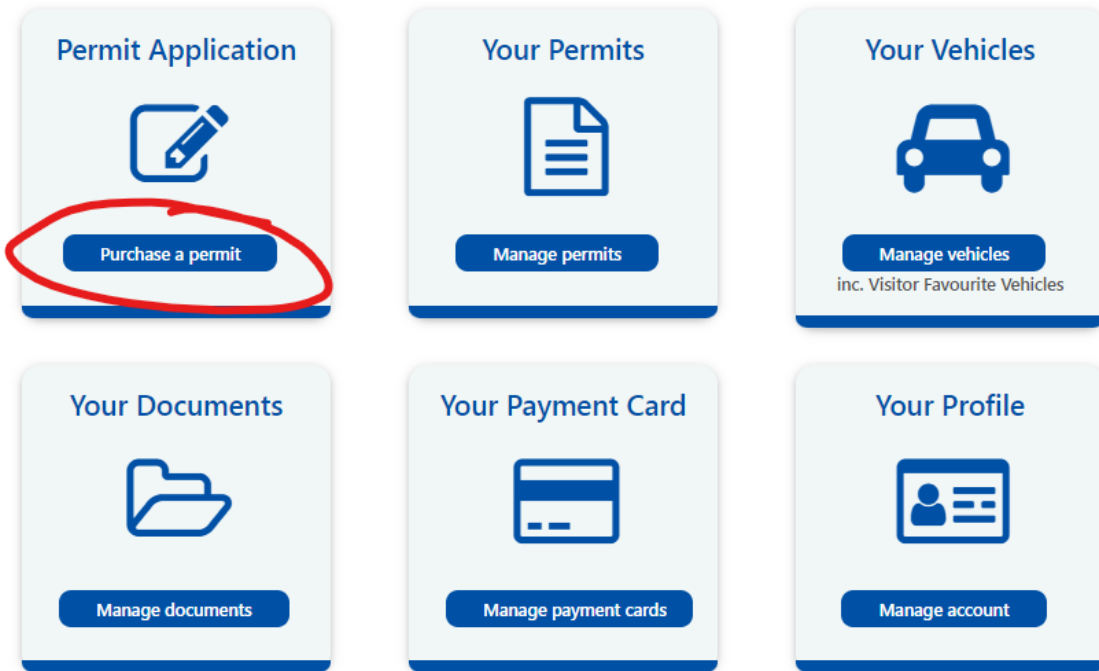 Permit Application
Your Permits
Your Vehicles
Purchase a permit
Manage permits
Manage vehicles
inc. Visitor Favourite Vehicles
Your Documents
Your Payment Card
Your Profile
Manage documents
Manage payment cards
Manage account